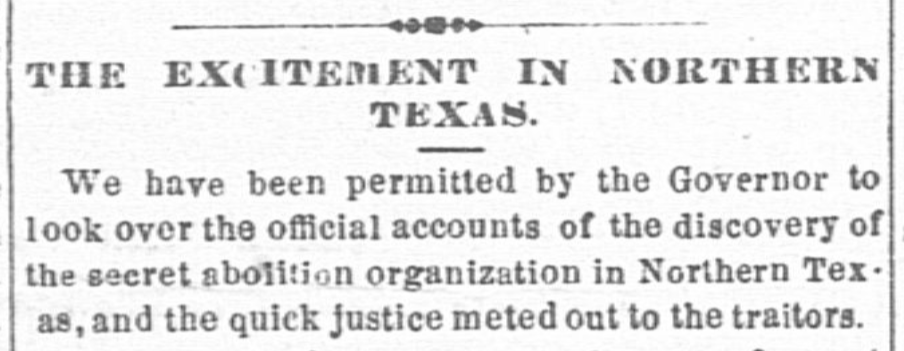 THE EXCITEMENT IN NORTHERN
TEXAS.
We have been permitted by the Governor to
look over the official accounts of the discovery of
the secret abolition organization in Northern Tex-
as, and the quick justice meted out to the traitors.